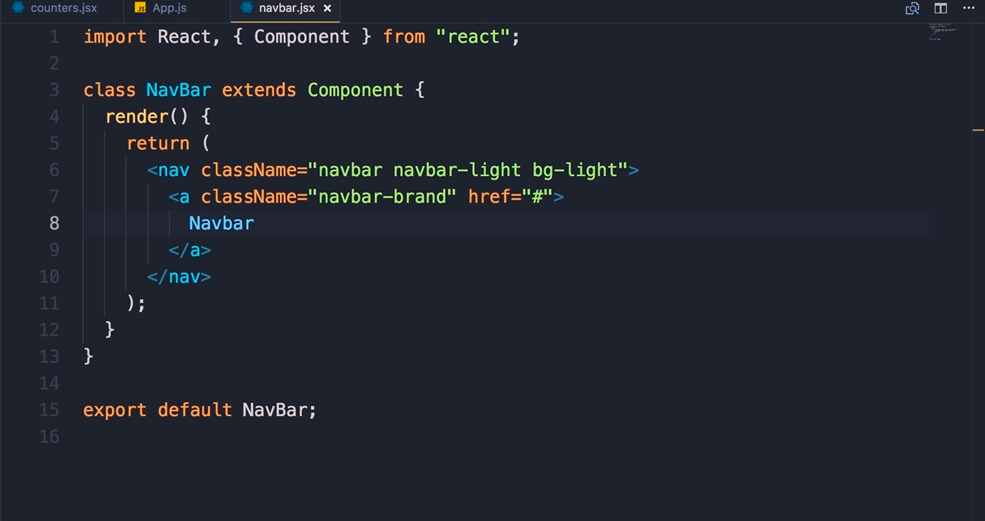 counters.jsx
JS App.js
navbar.jsx ×
1 import React, { Component } from "react";
2
3 class NavBar extends Component {
4   render() {
5     return (
6       <nav className="navbar navbar-light bg-light">
7         <a className="navbar-brand" href="#">
8           Navbar
9         </a>
10       </nav>
11     );
12   }
13 }
14
15 export default NavBar;
16